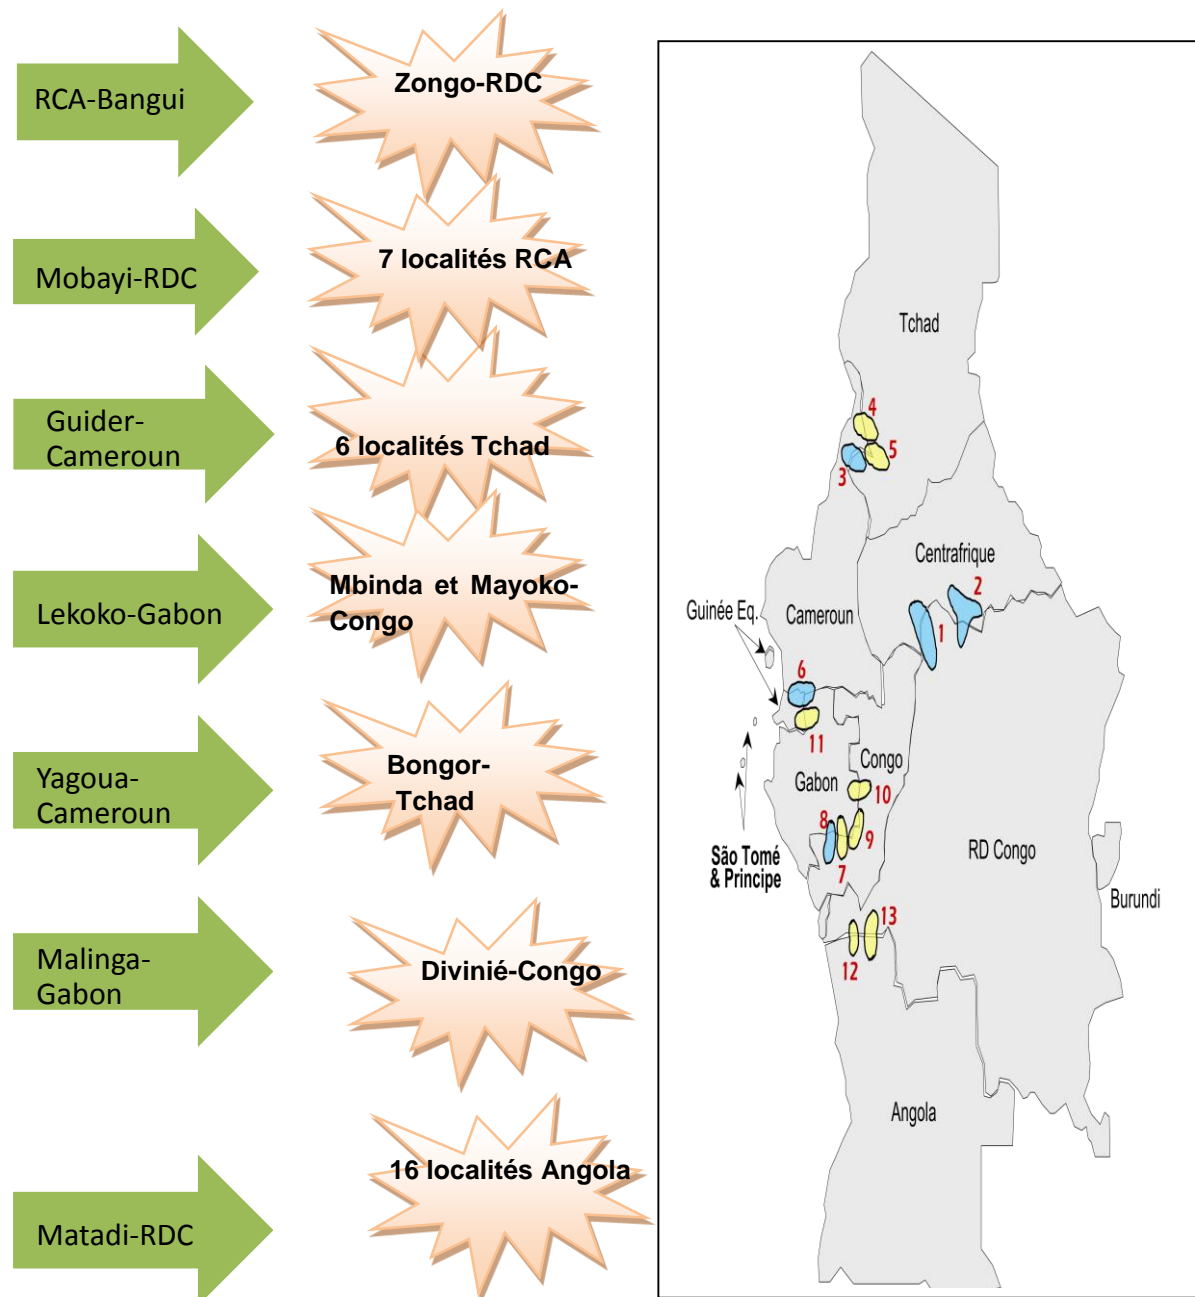 RCA-Bangui
Zongo-RDC
Mobayi-RDC
7 localités RCA
Guider-
Cameroun
6 localités Tchad
Lekoko-Gabon
Mbinda et Mayoko-
Congo
Yagoua-
Cameroun
Bongor-
Tchad
Malinga-
Gabon
Divinié-Congo
Matadi-RDC
16 localités Angola
Tchad
4
5
3
Centrafrique
2
Guinée Eq.
Cameroun
1
6
11
Congo
Gabon
10
8
9
7
São Tomé
& Principe
RD Congo
Burundi
13
12
Angola